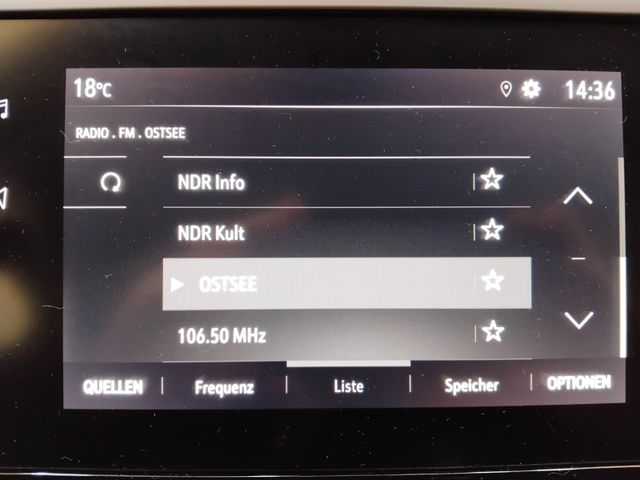 18°C
14:36
RADIO . FM . OSTSEE
NDR Info
NDR Kult
OSTSEE
106.50 MHz
QUELLEN
Frequenz
Liste
Speicher
OPTIONEN